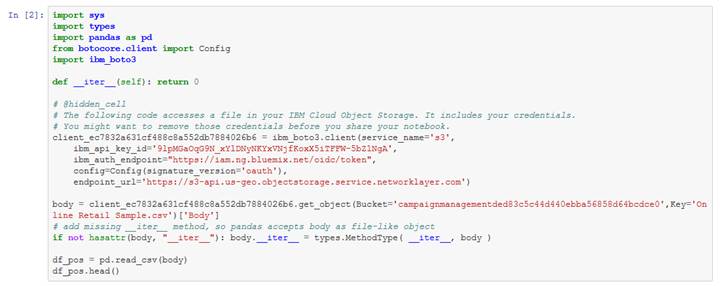 In [2]: import sys
import types
import pandas as pd
from botocore.client import Config
import ibm_boto3
def __iter__(self): return 0
# @hidden_cell
# The following code accesses a file in your IBM Cloud Object Storage. It includes your credentials.
# You might want to remove those credentials before you share your notebook.
client_ec7832a631cf488c8a552db7884026b6 = ibm_boto3.client(service_name='s3',
    ibm_api_key_id='9lpMGaOqG9N_xYlDNyNKYxVNjfKoxX5iTFFW-5bZlNgA',
    ibm_auth_endpoint="https://iam.ng.bluemix.net/oidc/token",
    config=Config(signature_version='oauth'),
    endpoint_url='https://s3-api.us-geo.objectstorage.service.networklayer.com')
body = client_ec7832a631cf488c8a552db7884026b6.get_object(Bucket='campaignmanagementded83c5c44d440ebba56858d64bcdce0',Key='On
line Retail Sample.csv')['Body']
# add missing __iter__ method, so pandas accepts body as file-like object
if not hasattr(body, "__iter__"): body.__iter__ = types.MethodType( __iter__, body )
df_pos = pd.read_csv(body)
df_pos.head()